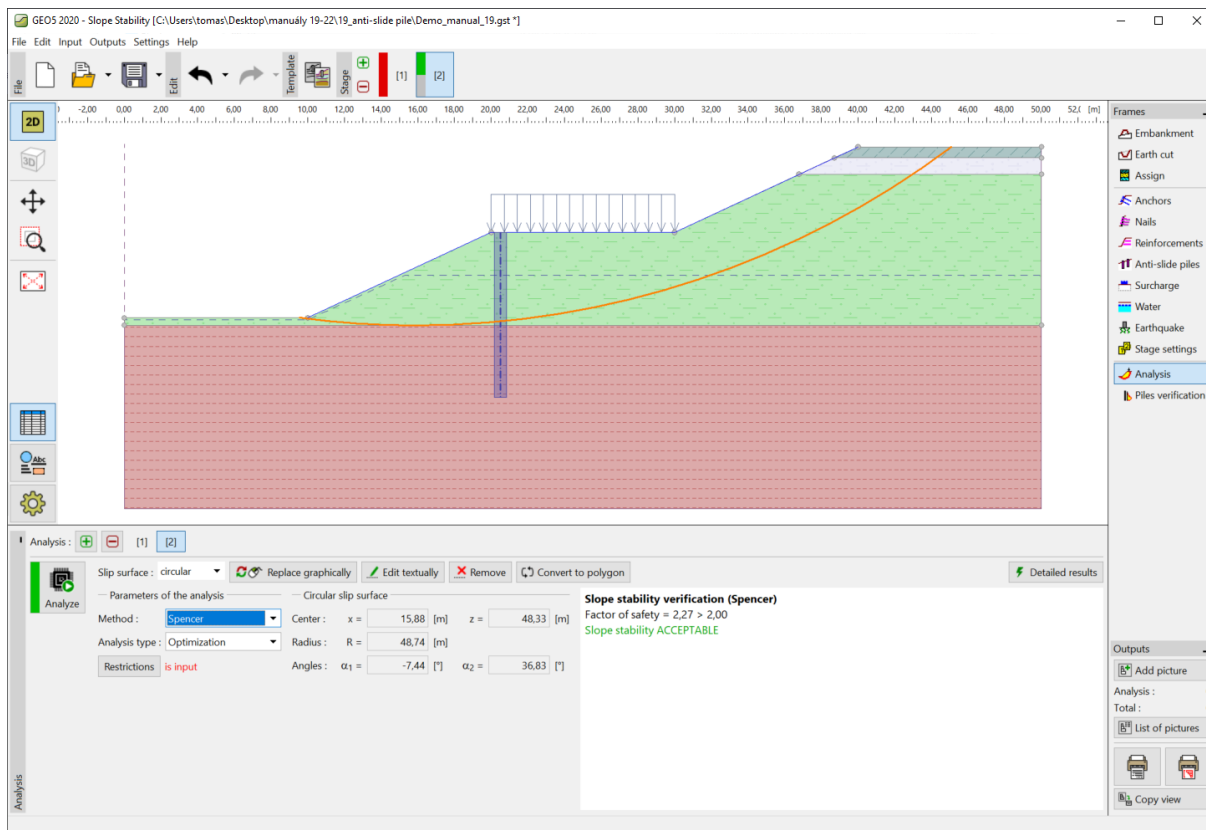 GEO5 2020 - Slope Stability [C:\Users\tomas\Desktop\manuály 19-22\19_anti-slide pile\Demo_manual_19.gst *]
File Edit Input Outputs Settings Help
File
Edit
Template
Stage
[1]
[2]
-2,00 0,00 2,00 4,00 6,00 8,00 10,00 12,00 14,00 16,00 18,00 20,00 22,00 24,00 26,00 28,00 30,00 32,00 34,00 36,00 38,00 40,00 42,00 44,00 46,00 48,00 50,00 52,( [m]
2D
3D
Abc
Frames
Embankment
Earth cut
Assign
Anchors
Nails
Reinforcements
Anti-slide piles
Surcharge
Water
Earthquake
Stage settings
Analysis
Piles verification
Analysis : [1] [2]
Analyze
Slip surface : circular Replace graphically Edit textually Remove Convert to polygon Detailed results
Parameters of the analysis
Method : Spencer
Analysis type : Optimization
Restrictions is input
Circular slip surface
Center : x = 15,88 [m] z = 48,33 [m]
Radius : R = 48,74 [m]
Angles : α1 = -7,44 [°] α2 = 36,83 [°]
Slope stability verification (Spencer)
Factor of safety = 2,27 > 2,00
Slope stability ACCEPTABLE
Analysis
Outputs
Add picture
Analysis :
Total :
List of pictures
Copy view